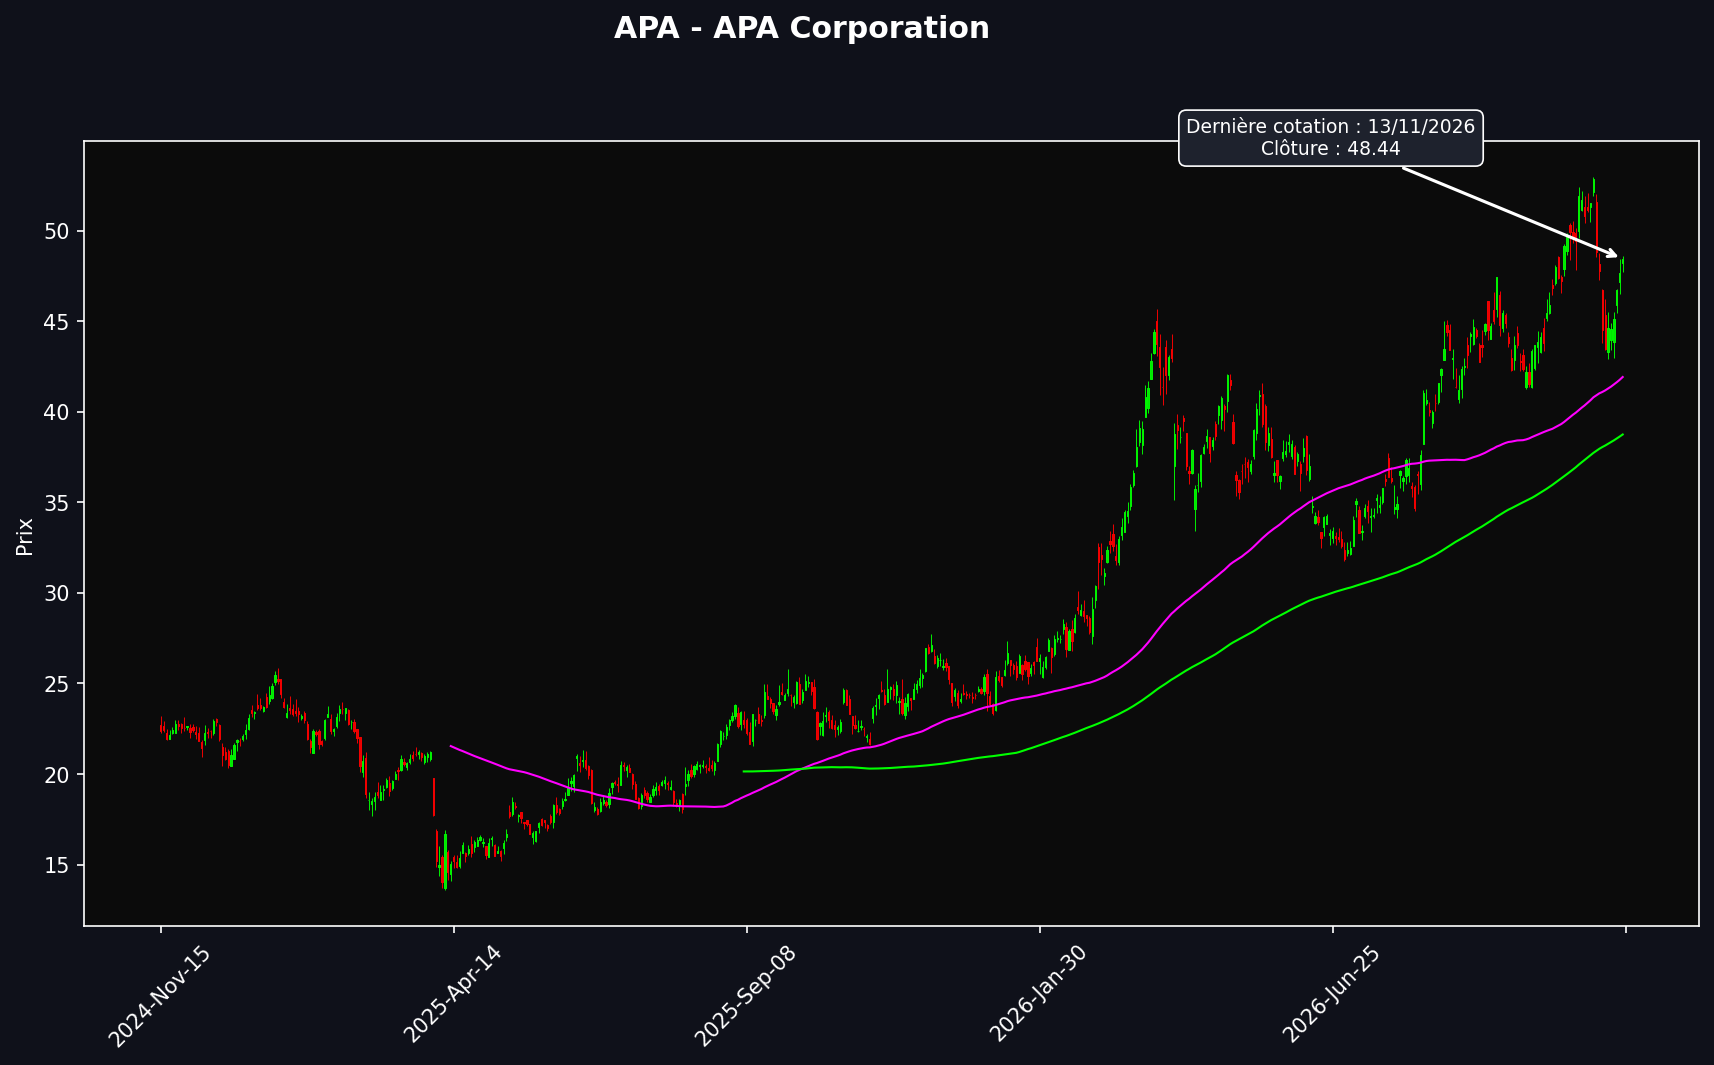 APA - APA Corporation
Dernière cotation : 13/11/2026
Clôture : 48.44
Prix
50
45
40
35
30
25
20
15
2024-Nov-15
2025-Apr-14
2025-Sep-08
2026-Jan-30
2026-Jun-25